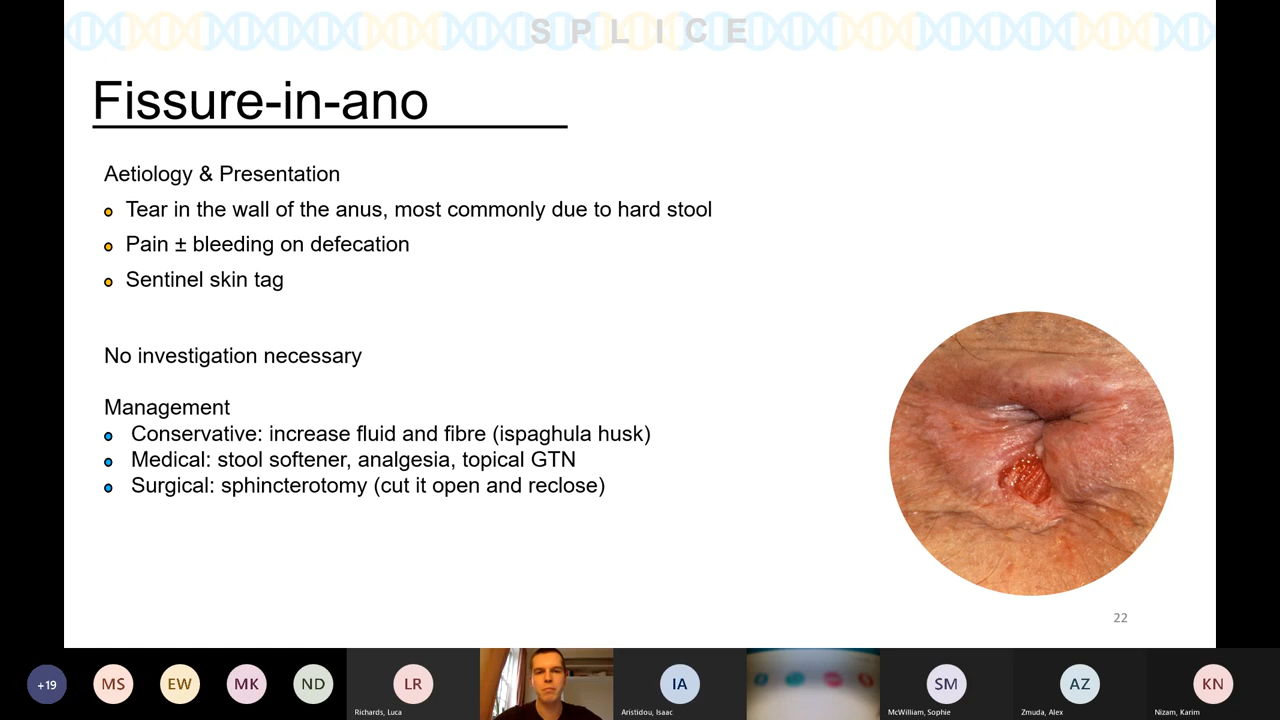 S P L I C E
Fissure-in-ano
Aetiology & Presentation
Tear in the wall of the anus, most commonly due to hard stool
Pain ± bleeding on defecation
Sentinel skin tag
No investigation necessary
Management
Conservative: increase fluid and fibre (ispaghula husk)
Medical: stool softener, analgesia, topical GTN
Surgical: sphincterotomy (cut it open and reclose)
22
+19
MS
EW
MK
ND
LR
IA
SM
AZ
KN
Richards, Luca
Aristidou, Isaac
McWilliam, Sophie
Zmuda, Alex
Nizam, Karim